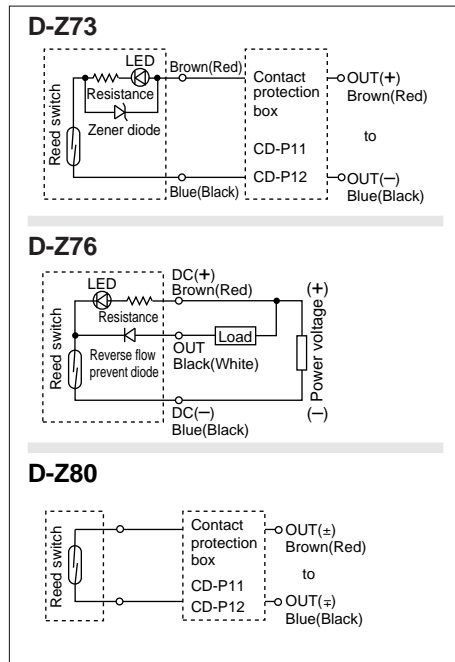 D-Z73
LED
Brown(Red)
Resistance
Zener diode
Reed switch
Blue(Black)
Contact
protection
box
CD-P11
CD-P12
OUT(+)
Brown(Red)
to
OUT(−)
Blue(Black)
D-Z76
LED
DC(+)
Brown(Red)
Resistance
Reed switch
Reverse flow
prevent diode
OUT
Black(White)
Load
DC(−)
Blue(Black)
(+)
Power voltage
(−)
D-Z80
Reed switch
Contact
protection
box
CD-P11
CD-P12
OUT(±)
Brown(Red)
to
OUT(∓)
Blue(Black)